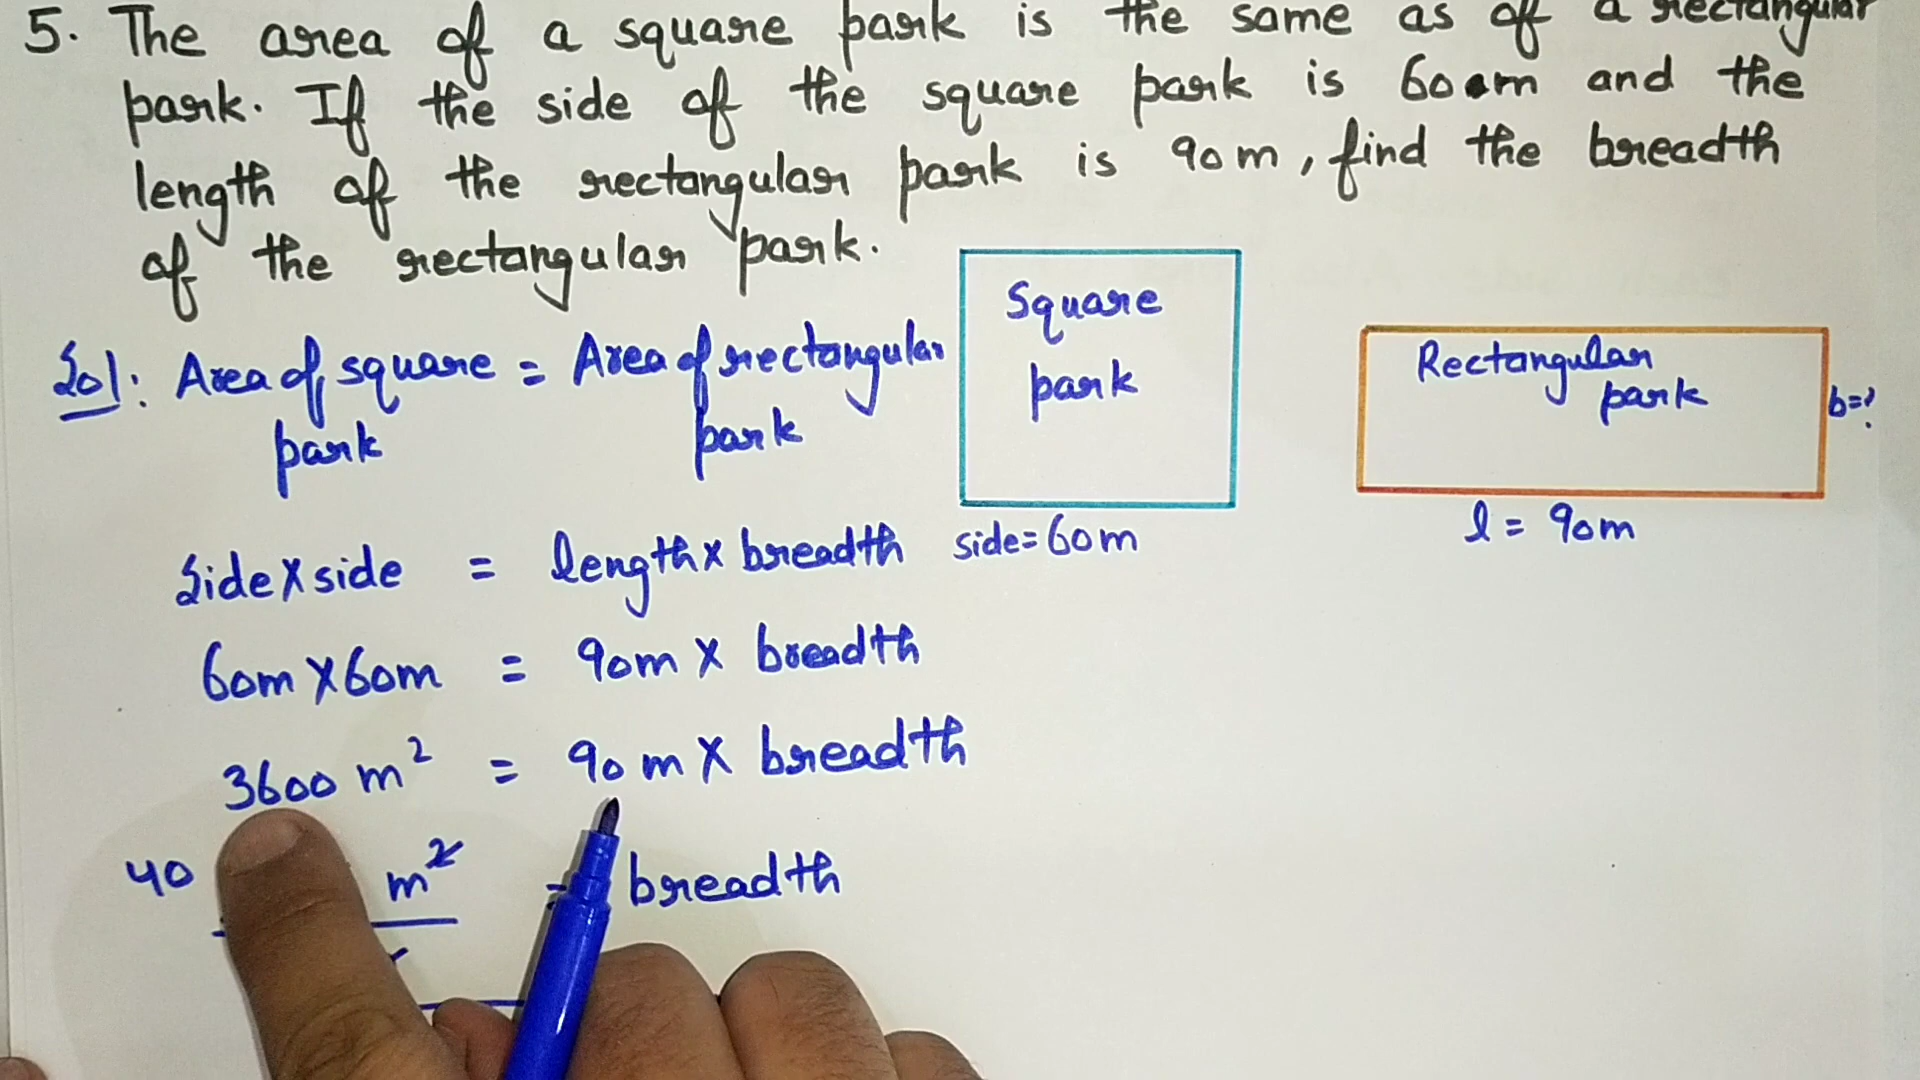 5. The area of a square park is the same as of a rectangular
park. If the side of the square park is 60 m and the
length of the rectangular park is 90m, find the breadth
of the rectangular park.
Square
park
side=60m
Rectangular
park
b=?
l = 90m
Sol: Area of square = Area of rectangular
park park
Side X side = length x breadth
60m X 60m = 90m X breadth
3600 m² = 90 m X breadth
40 m² = breadth